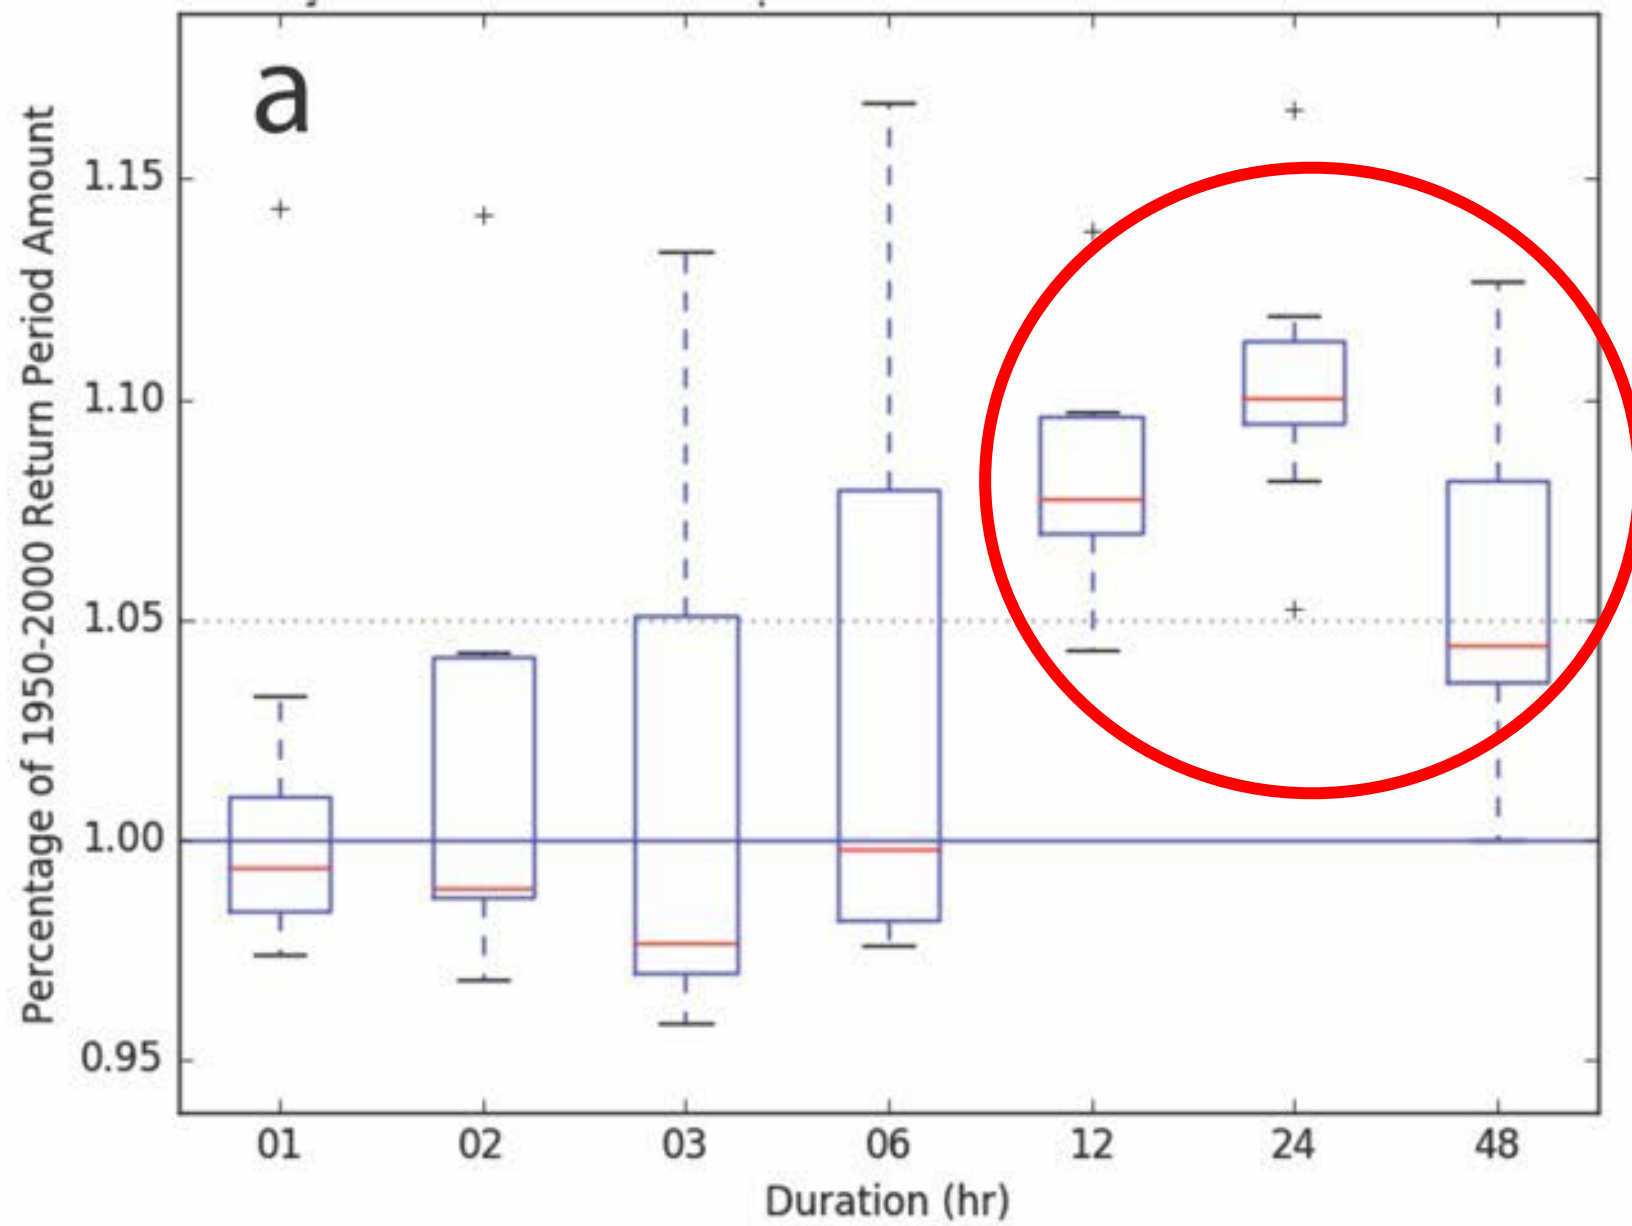 a
Percentage of 1950-2000 Return Period Amount
1.15
1.10
1.05
1.00
0.95
01 02 03 06 12 24 48
Duration (hr)